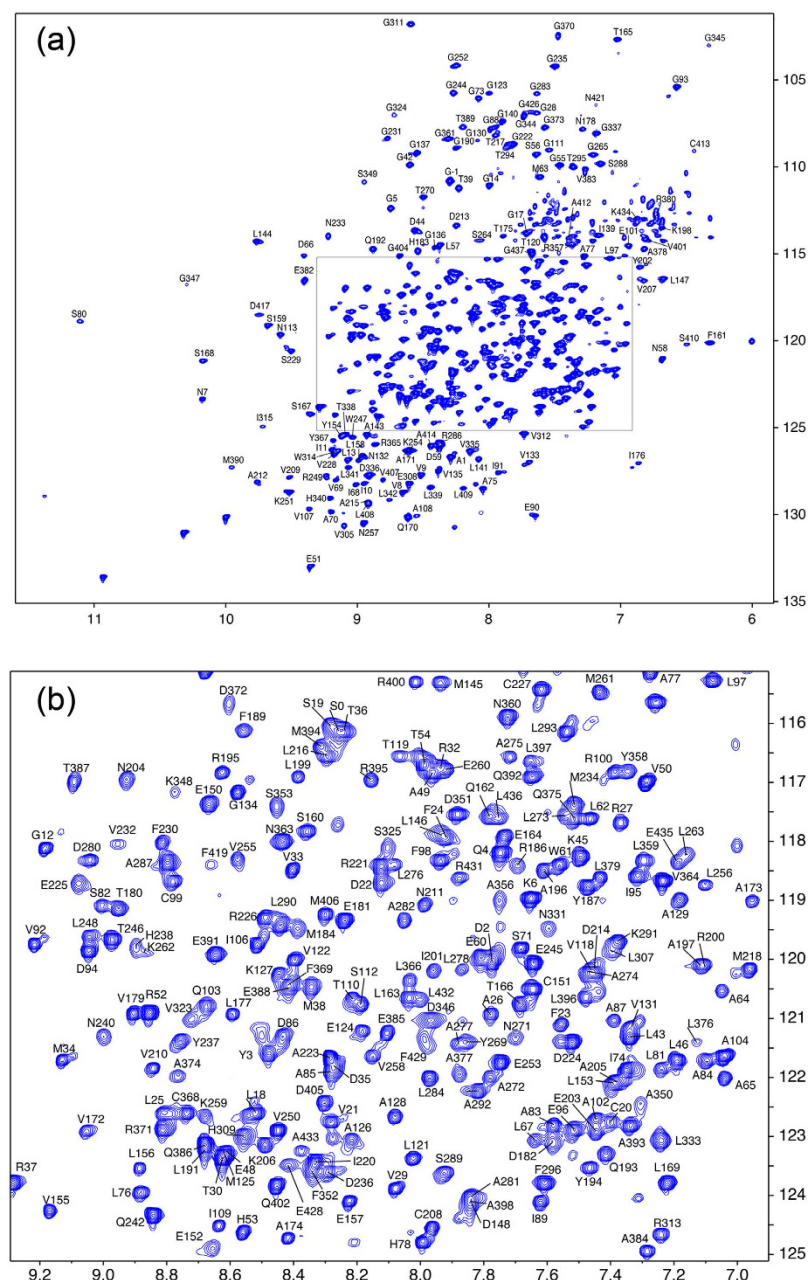 (a)
G311 G370 T165 G345
G252 G235
G244 G73 G123 G283 G93
G324 T389 G88 G140 G426 G28 N421
G231 G361 G130 G344 G373 N178 G337
G190 T217 G222 G111
G137 T294 S56 G265
G42 M63 G55 T295 S288 C413
S349 G-1 T39 G14 V383
T270
G5 A412 R380
N233 D44 D213 G17 K434 K198
L144 G136 T175 I139 E101
D66 Q192 H183 L57 S264 T120 V401
G404 G437 R357 A77 L97 A378
Y202
G347 E382 L147
V207
S80 D417
S159 N113 S410 F161
S168 S229 N58
N7 S167
T338
I315 Y154 W247 A143 V312
Y367 L158 R365 A414 R286
I11 L131 N132 K254 D59 V335
W314 A171 A1
M390 V228 D336 V135 L141 I91 V133 I176
V209 R249 L341 V407 V9
A212 V69 I68 I10 E308
K251 H340 L342 V8 L339 L409 A75
A215
V107 A70 L408 A108 E90
V305 N257 Q170
E51
105
110
115
120
125
130
135
11 10 9 8 7 6
(b)
R400 M145 C227 M261 A77 L97
D372 S19 S0 T36
F189 N360 L293
M394
L216 T119 T54 R32 A275 L397 R100 Y358
T387 N204 R195 L199 R395 E260 Q392 M234
K348 A49 Q375
E150 G134 S353 Q162 L436 L62 R27
D351 L273
S160 L146 F24 E164 E435 L263
G12 V232 F230 N363 S325 K45 L359
D280 F419 V255 F98 Q4 R186 W61
A287 V33 R221 L276 R431 L379 V364 L256
E225 C99 D22 K6 A196 I95
S82 T180 L290 M406 A282 N211 A356 Y187 A129 A173
R226 E181 N331
V92 L248 T246 H238 I106 M184 D2 S71 D214 K291
K262 E391 V122 E60 E245 V118 L307 A197 R200 M218
D94 K127 F369 I201 L278 A274
E388 S112 L366 C151
T110 L163 L432 T166 L396 A64
V179 R52 Q103 M38 D346 A26
V323 L177 F23 A87 V131
N240 D86 E124 E385 A277 Y269 N271 L43 L376
Y237 A223 D224 A104
M34 V210 Y3 V258 F429 A377 E253 A205 I74 L81 L46
A374 A85 D35 L284 A272 L153 A84 A65
A292
D405 A83 E203 A102 A350
L25 C368 K259 L18 V21 A128 E96 C20
V172 R371 H309 V250 L67 A393 L333
A433 A126
L156 Q386 K206 L121 D182 Q193
R37 L191 E48 I220 S289 Y194
M125 F352 D236 A281 F296
L76 T30 E428 V29 A398 L169
V155 Q402 I89
Q242 I109 H53 E157 C208 D148
E152 A174 H78 R313
A384
116
117
118
119
120
121
122
123
124
125
9.2 9.0 8.8 8.6 8.4 8.2 8.0 7.8 7.6 7.4 7.2 7.0